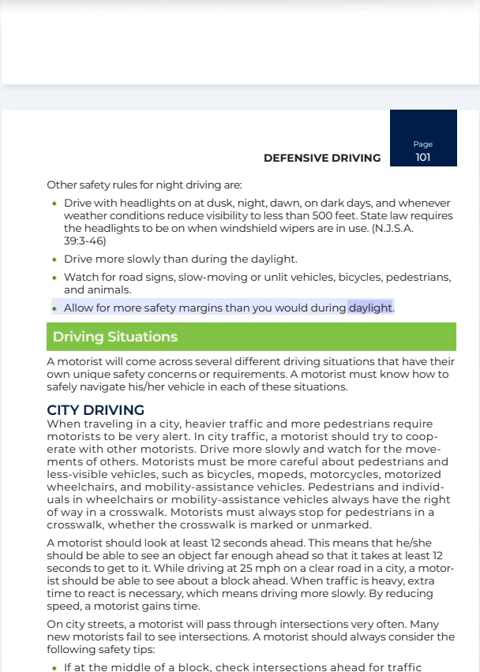 Page
DEFENSIVE DRIVING 101
Other safety rules for night driving are:
• Drive with headlights on at dusk, night, dawn, on dark days, and whenever
weather conditions reduce visibility to less than 500 feet. State law requires
the headlights to be on when windshield wipers are in use. (N.J.S.A.
39:3-46)
• Drive more slowly than during the daylight.
• Watch for road signs, slow-moving or unlit vehicles, bicycles, pedestrians,
and animals.
• Allow for more safety margins than you would during daylight.
Driving Situations
A motorist will come across several different driving situations that have their
own unique safety concerns or requirements. A motorist must know how to
safely navigate his/her vehicle in each of these situations.
CITY DRIVING
When traveling in a city, heavier traffic and more pedestrians require
motorists to be very alert. In city traffic, a motorist should try to coop-
erate with other motorists. Drive more slowly and watch for the move-
ments of others. Motorists must be more careful about pedestrians and
less-visible vehicles, such as bicycles, mopeds, motorcycles, motorized
wheelchairs, and mobility-assistance vehicles. Pedestrians and individ-
uals in wheelchairs or mobility-assistance vehicles always have the right
of way in a crosswalk. Motorists must always stop for pedestrians in a
crosswalk, whether the crosswalk is marked or unmarked.
A motorist should look at least 12 seconds ahead. This means that he/she
should be able to see an object far enough ahead so that it takes at least 12
seconds to get to it. While driving at 25 mph on a clear road in a city, a motor-
ist should be able to see about a block ahead. When traffic is heavy, extra
time to react is necessary, which means driving more slowly. By reducing
speed, a motorist gains time.
On city streets, a motorist will pass through intersections very often. Many
new motorists fail to see intersections. A motorist should always consider the
following safety tips:
• If at the middle of a block, check intersections ahead for traffic